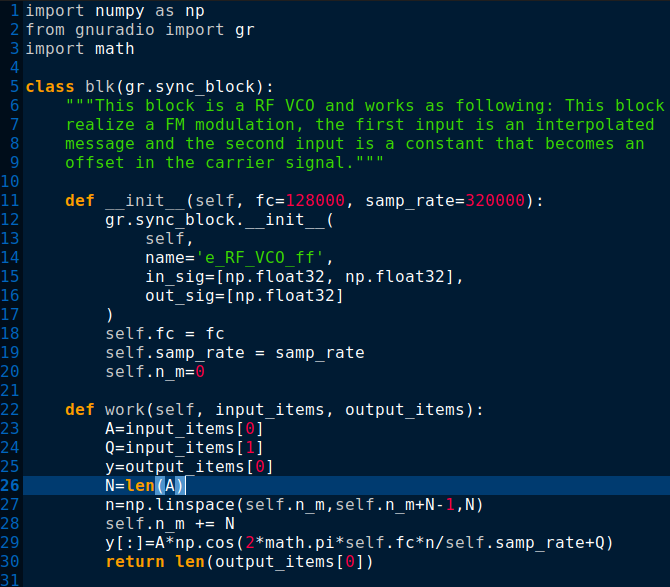 1 import numpy as np
2 from gnuradio import gr
3 import math
4
5 class blk(gr.sync_block):
6     """This block is a RF VCO and works as following: This block
7     realize a FM modulation, the first input is an interpolated
8     message and the second input is a constant that becomes an
9     offset in the carrier signal."""
10
11     def __init__(self, fc=128000, samp_rate=320000):
12         gr.sync_block.__init__(
13             self,
14             name='e_RF_VCO_ff',
15             in_sig=[np.float32, np.float32],
16             out_sig=[np.float32]
17         )
18         self.fc = fc
19         self.samp_rate = samp_rate
20         self.n_m=0
21
22     def work(self, input_items, output_items):
23         A=input_items[0]
24         Q=input_items[1]
25         y=output_items[0]
26         N=len(A)
27         n=np.linspace(self.n_m,self.n_m+N-1,N)
28         self.n_m += N
29         y[:]=A*np.cos(2*math.pi*self.fc*n/self.samp_rate+Q)
30         return len(output_items[0])
31